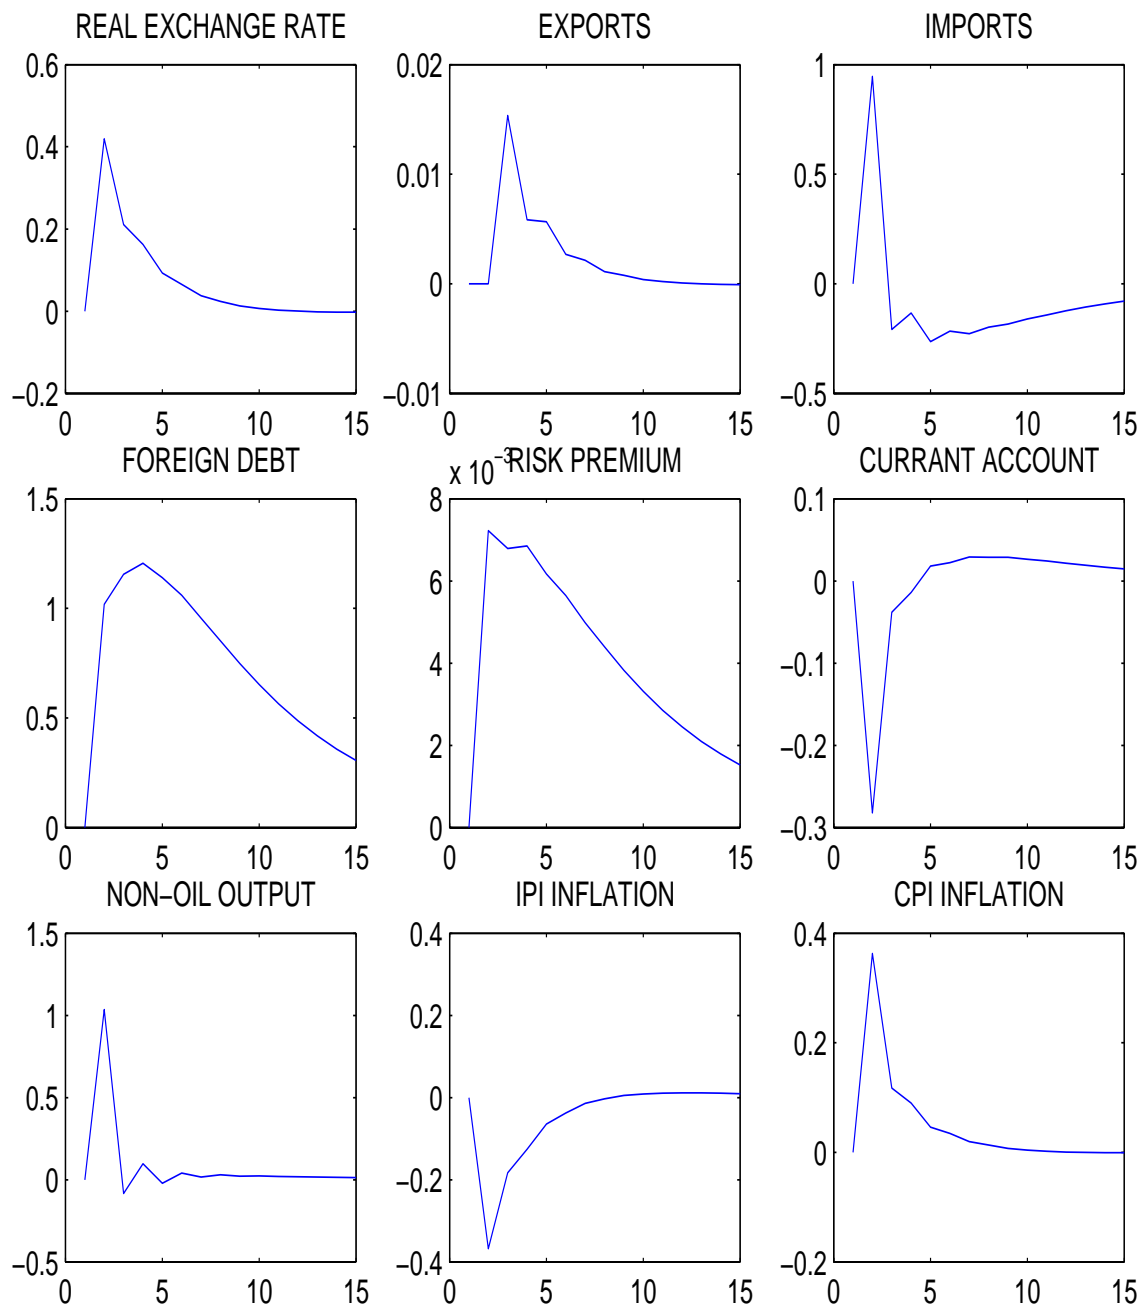 REAL EXCHANGE RATE
0.6
0.4
0.2
0
−0.2
0 5 10 15
EXPORTS
0.02
0.01
0
−0.01
0 5 10 15
IMPORTS
1
0.5
0
−0.5
0 5 10 15
FOREIGN DEBT
1.5
1
0.5
0
0 5 10 15
x 10⁻³
RISK PREMIUM
8
6
4
2
0
0 5 10 15
CURRANT ACCOUNT
0.1
0
−0.1
−0.2
−0.3
0 5 10 15
NON−OIL OUTPUT
1.5
1
0.5
0
−0.5
0 5 10 15
IPI INFLATION
0.4
0.2
0
−0.2
−0.4
0 5 10 15
CPI INFLATION
0.4
0.2
0
−0.2
0 5 10 15